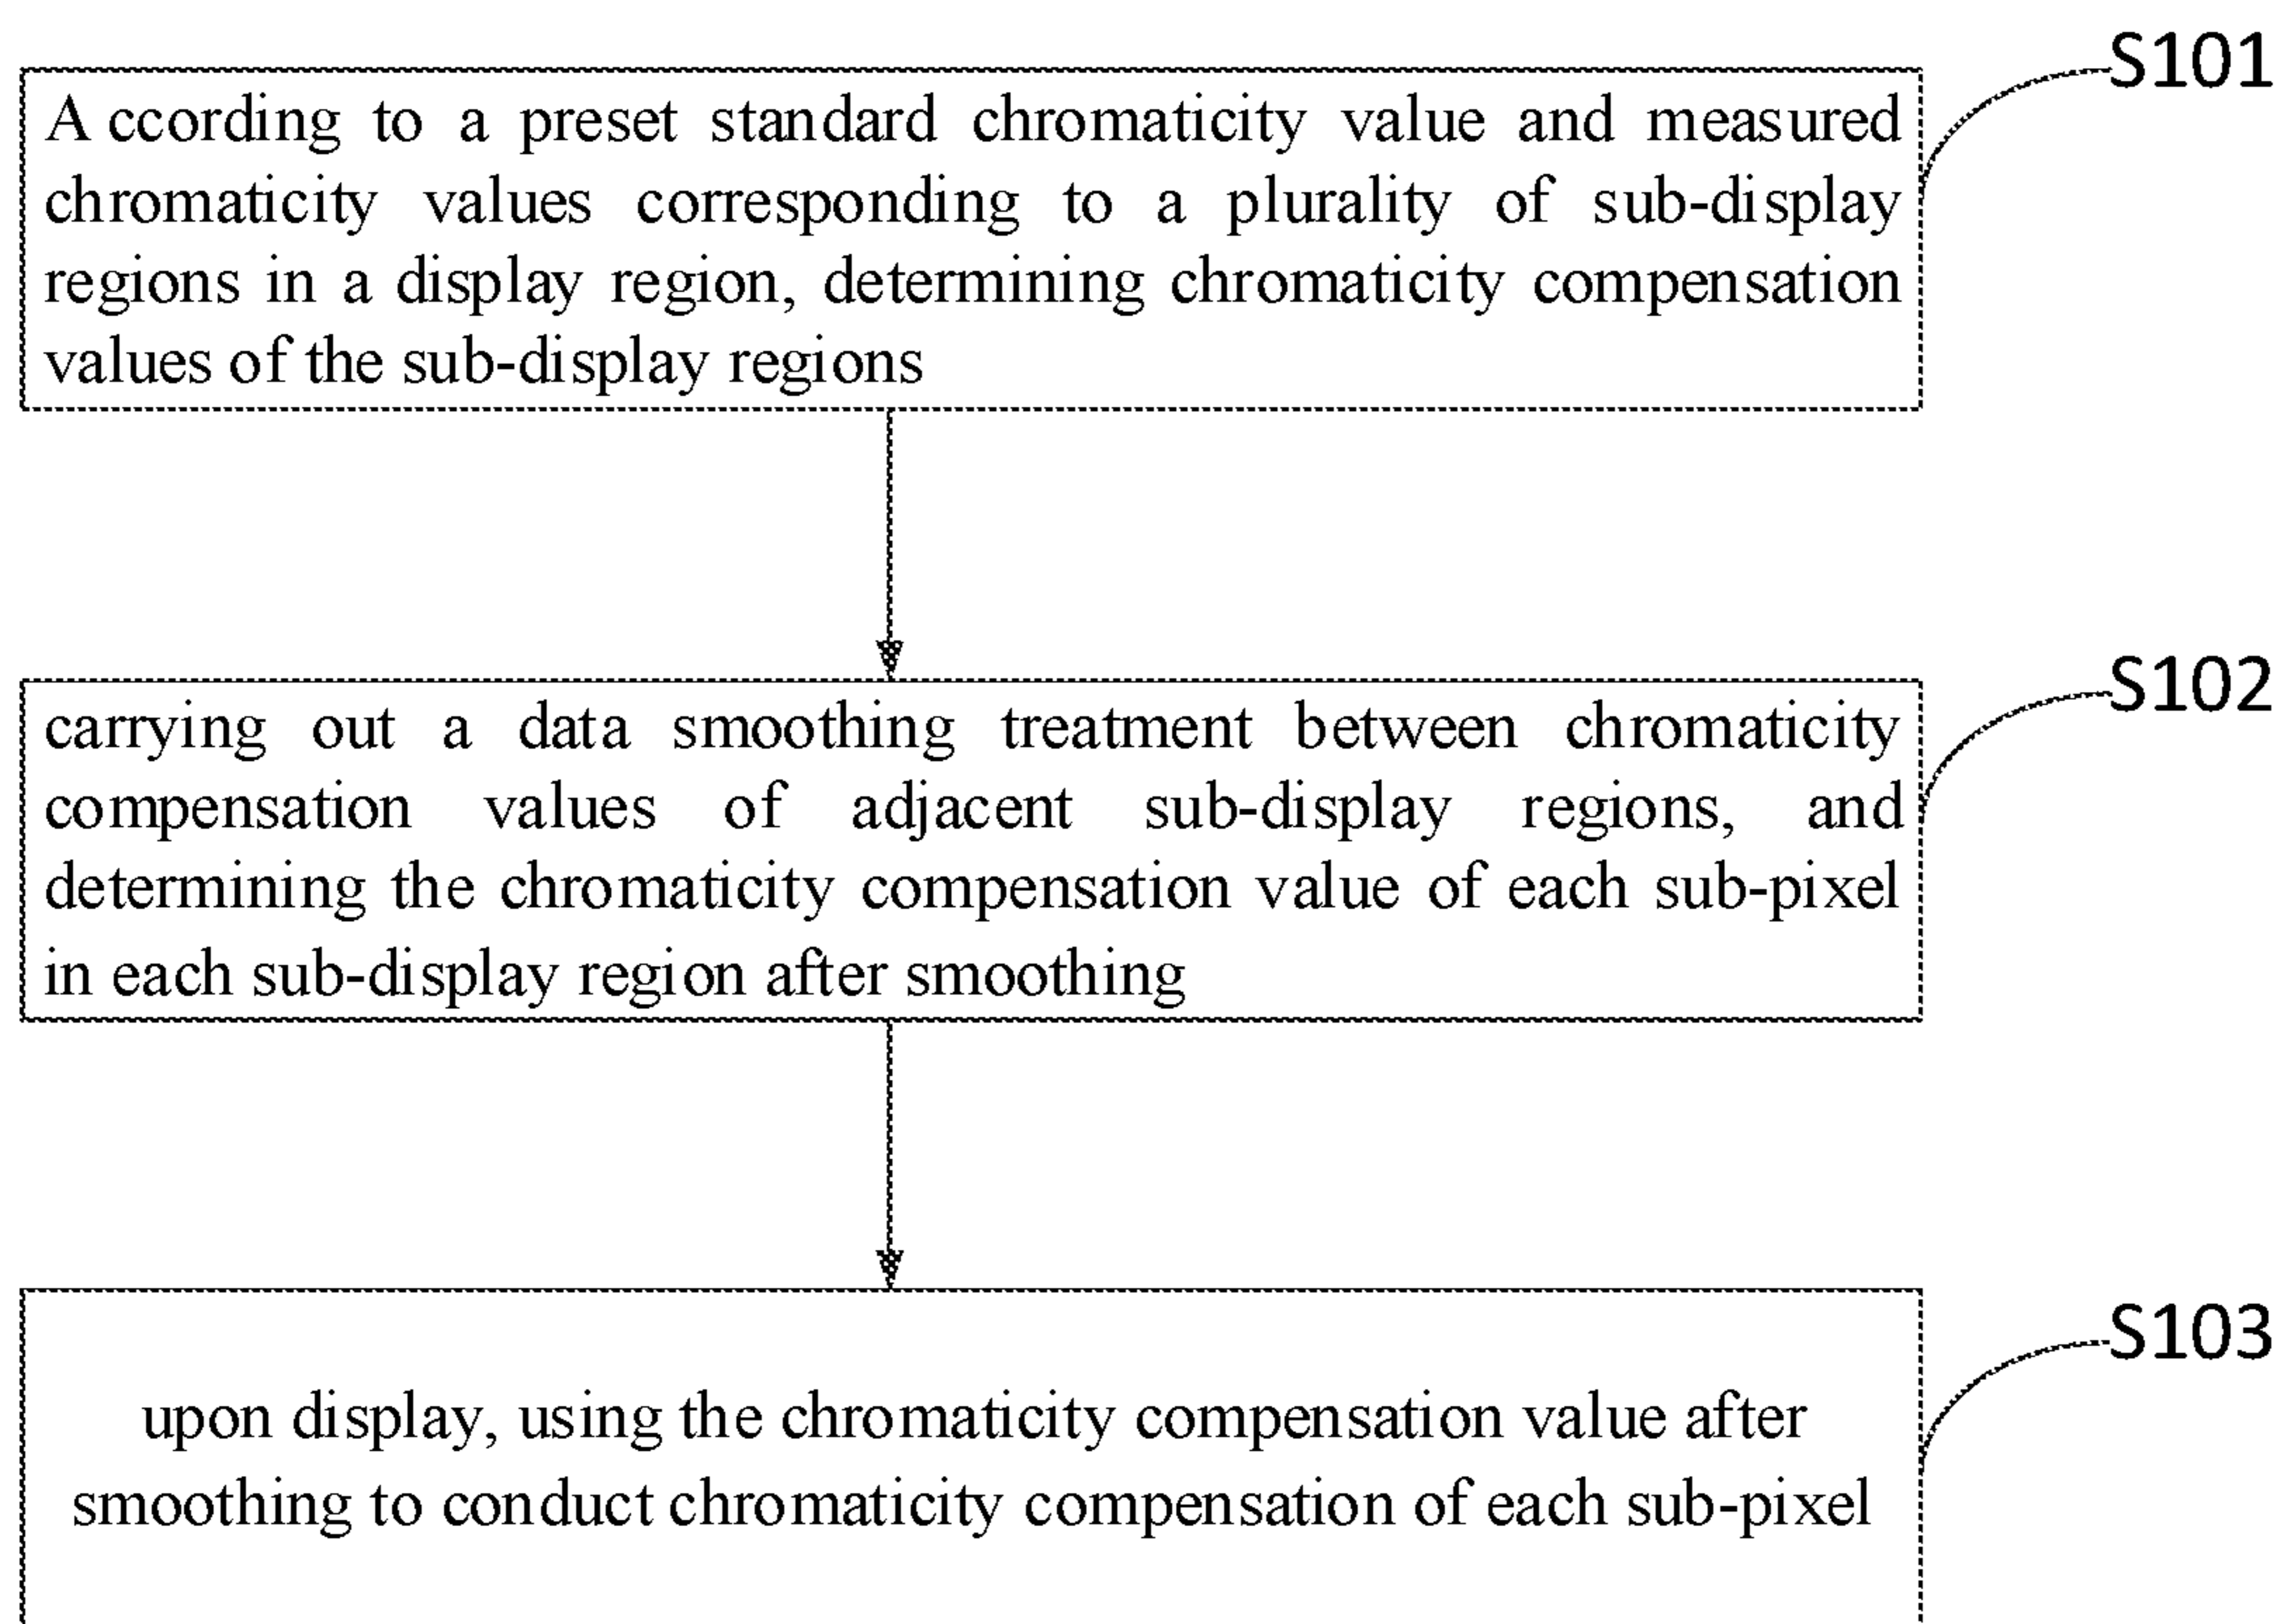 S101
A ccording to a preset standard chromaticity value and measured
chromaticity values corresponding to a plurality of sub-display
regions in a display region, determining chromaticity compensation
values of the sub-display regions
S102
carrying out a data smoothing treatment between chromaticity
compensation values of adjacent sub-display regions, and
determining the chromaticity compensation value of each sub-pixel
in each sub-display region after smoothing
S103
upon display, using the chromaticity compensation value after
smoothing to conduct chromaticity compensation of each sub-pixel